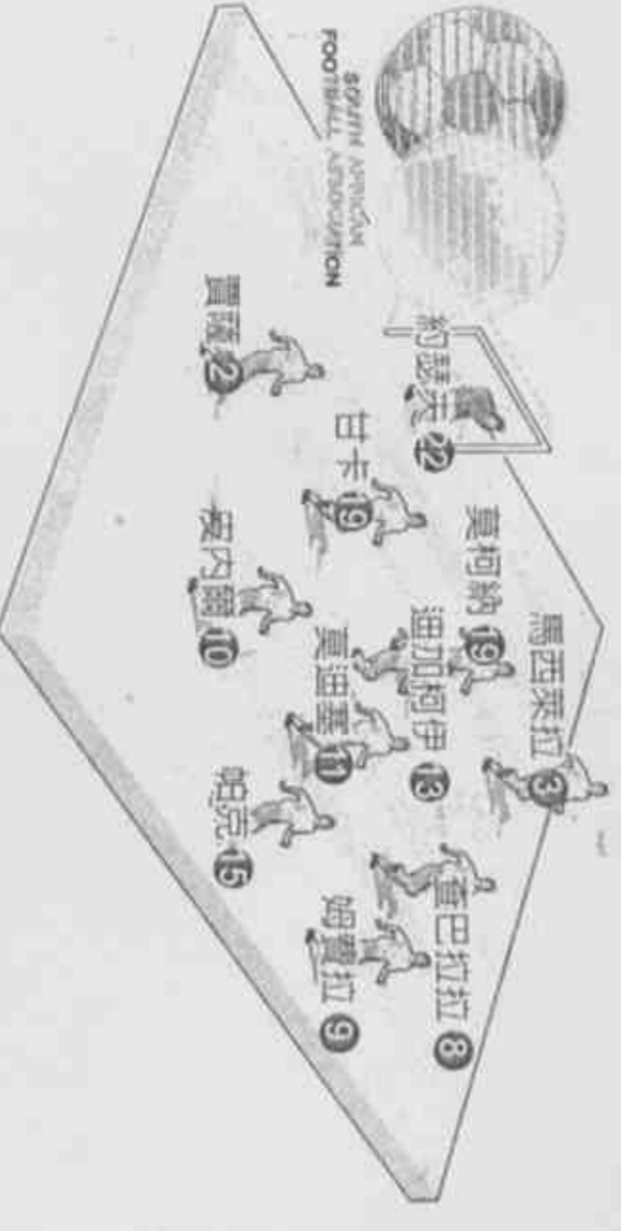 SOUTH AFRICAN
FOOTBALL ASSOCIATION
約瑟夫 22
賈薩 2
甘卡 19
莫柯納 19
馬西萊拉 3
迪加柯伊 13
內爾 10
莫迪塞 11
帕克 15
查巴拉拉 8
姆費拉 9